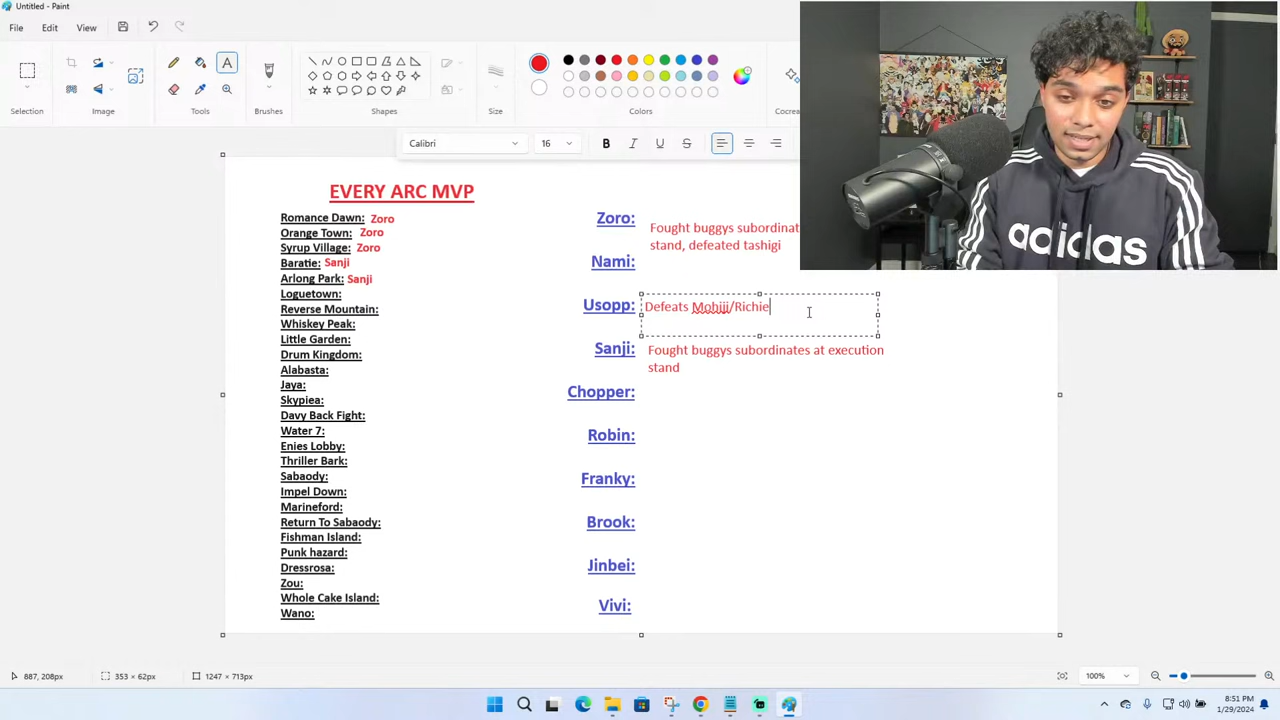 Untitled - Paint
File Edit View
Selection Image Tools Brushes Shapes Size Colors Cocrea
Calibri 16 B I U S
EVERY ARC MVP
Romance Dawn: Zoro
Orange Town: Zoro
Syrup Village: Zoro
Baratie: Sanji
Arlong Park: Sanji
Loguetown:
Reverse Mountain:
Whiskey Peak:
Little Garden:
Drum Kingdom:
Alabasta:
Jaya:
Skypiea:
Davy Back Fight:
Water 7:
Enies Lobby:
Thriller Bark:
Sabaody:
Impel Down:
Marineford:
Return To Sabaody:
Fishman Island:
Punk hazard:
Dressrosa:
Zou:
Whole Cake Island:
Wano:
Zoro: Fought buggys subordinat
stand, defeated tashigi
Nami:
Usopp: Defeats Mohiji/Richie
Sanji: Fought buggys subordinates at execution
stand
Chopper:
Robin:
Franky:
Brook:
Jinbei:
Vivi:
adidas
887, 208px 353 × 62px 1247 × 713px 100%
8:51 PM
1/29/2024